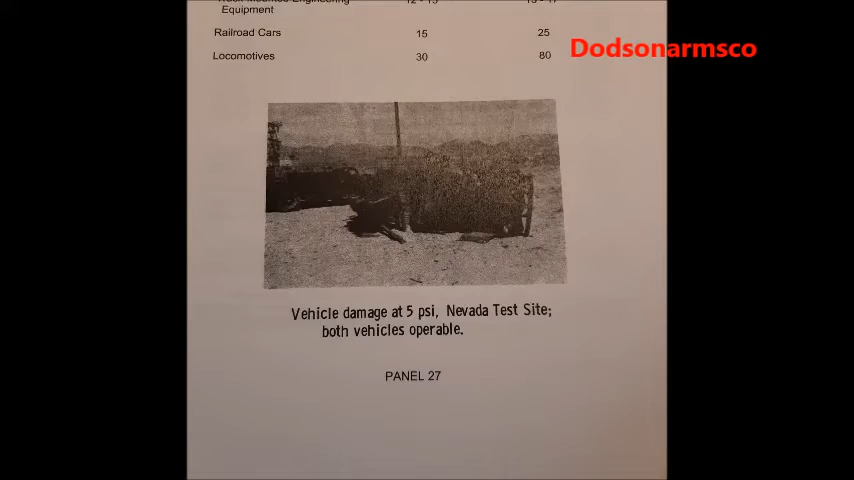 Equipment
Railroad Cars 15 25
Dodsonarmsco
Locomotives 30 80
Vehicle damage at 5 psi, Nevada Test Site;
both vehicles operable.
PANEL 27